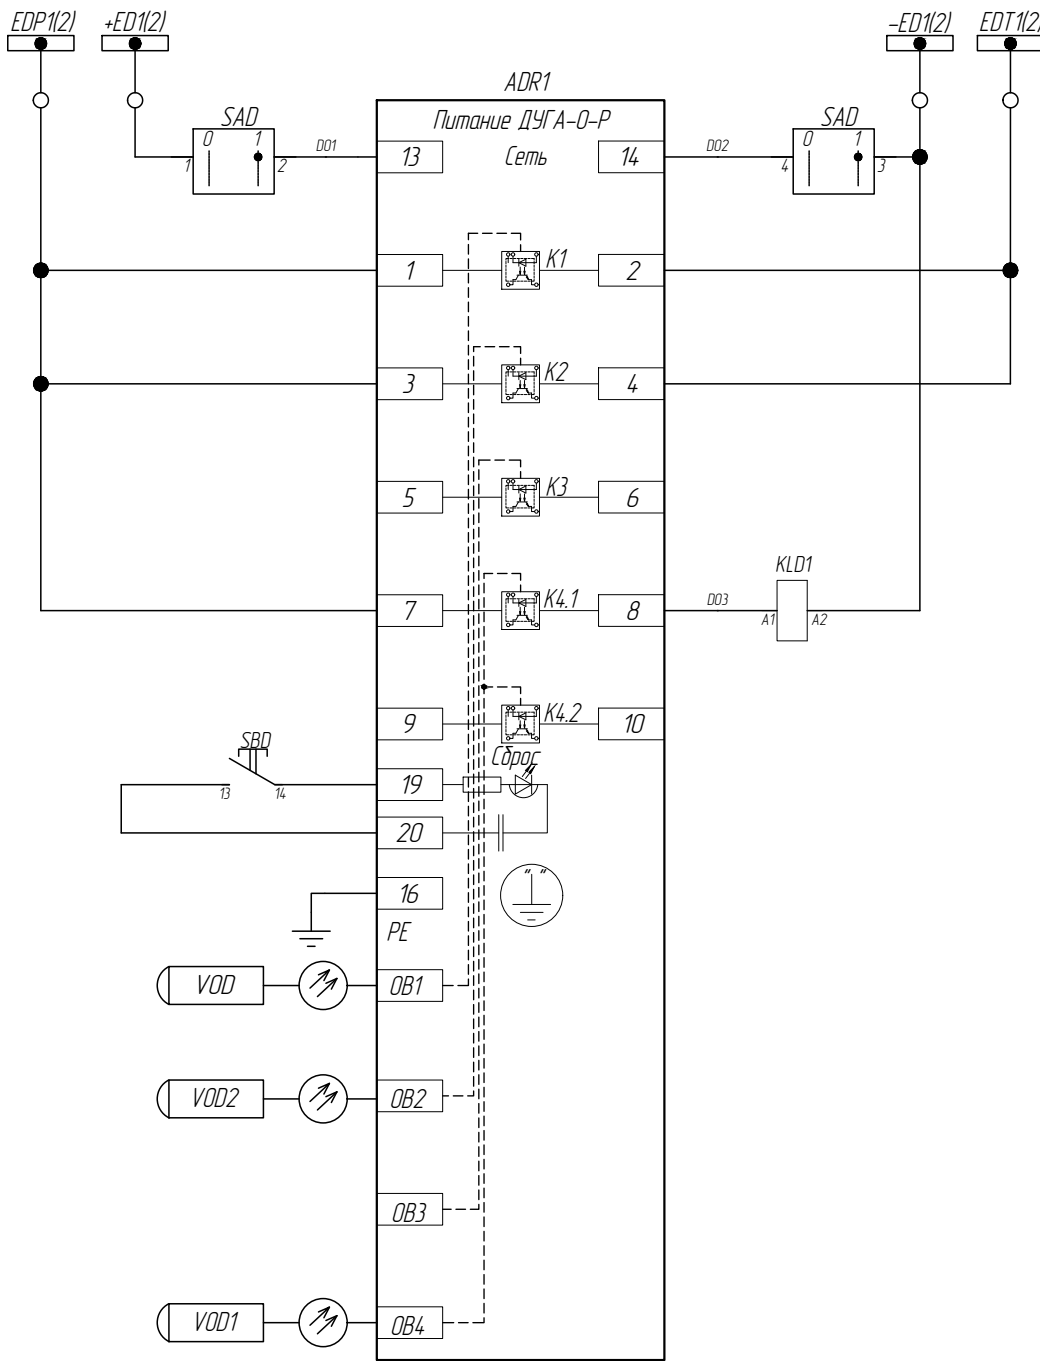 EDP1(2) +ED1(2) -ED1(2) EDT1(2)
ADR1
Питание ДУГА-О-Р
Сеть
SAD
0 1
1 2
D01
13
14
D02
SAD
0 1
4 3
1 K1 2
3 K2 4
5 K3 6
KLD1
7 K4.1 8
D03
A1 A2
9 K4.2 10
SBD
13 14
Сброс
19
20
16
" "
PE
VOD OB1
VOD2 OB2
OB3
VOD1 OB4